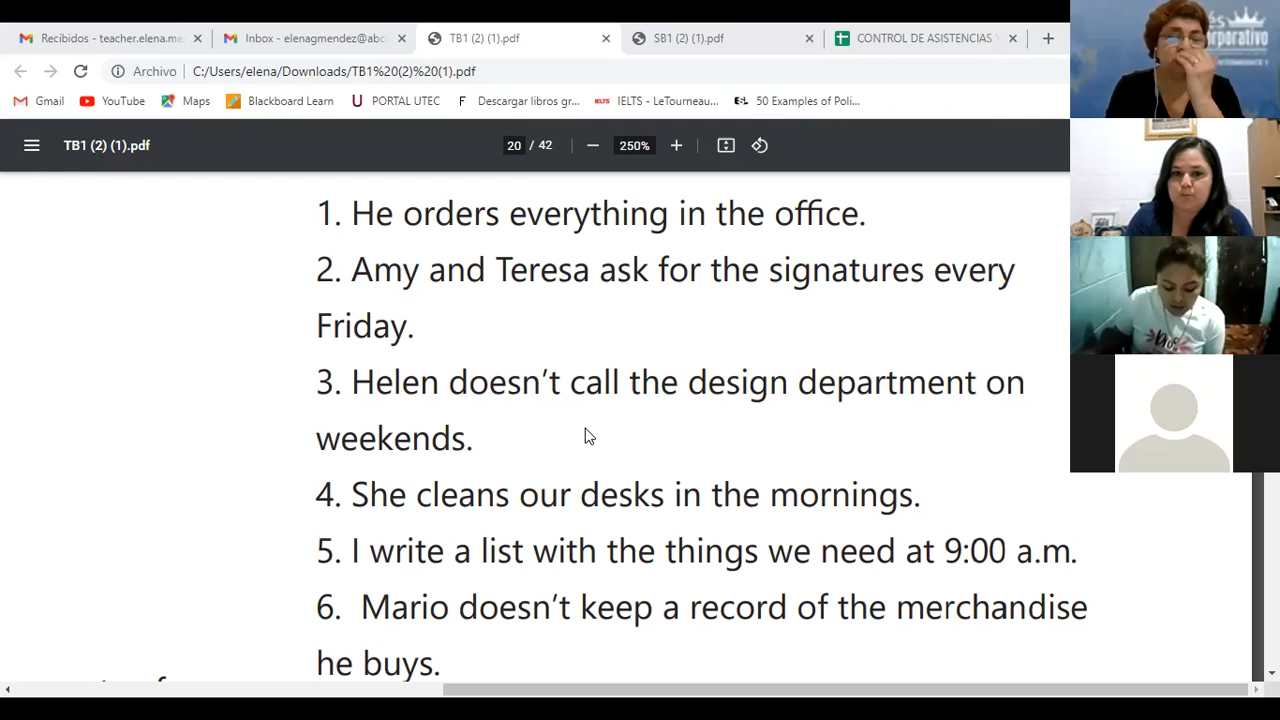 Recibidos - teacher.elena.me
Inbox - elenagmendez@abc
TB1 (2) (1).pdf
SB1 (2) (1).pdf
CONTROL DE ASISTENCIAS
Archivo C:/Users/elena/Downloads/TB1%20(2)%20(1).pdf
Gmail
YouTube
Maps
Blackboard Learn
PORTAL UTEC
Descargar libros gr...
IELTS - LeTourneau...
50 Examples of Poli...
TB1 (2) (1).pdf
20 / 42
250%
1. He orders everything in the office.
2. Amy and Teresa ask for the signatures every
Friday.
3. Helen doesn’t call the design department on
weekends.
4. She cleans our desks in the mornings.
5. I write a list with the things we need at 9:00 a.m.
6. Mario doesn’t keep a record of the merchandise
he buys.